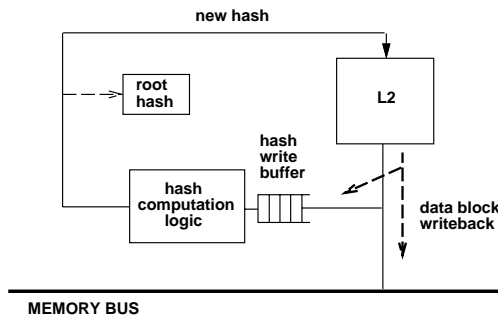 new hash
root
hash
L2
hash
write
buffer
hash
computation
logic
data block
writeback
MEMORY BUS